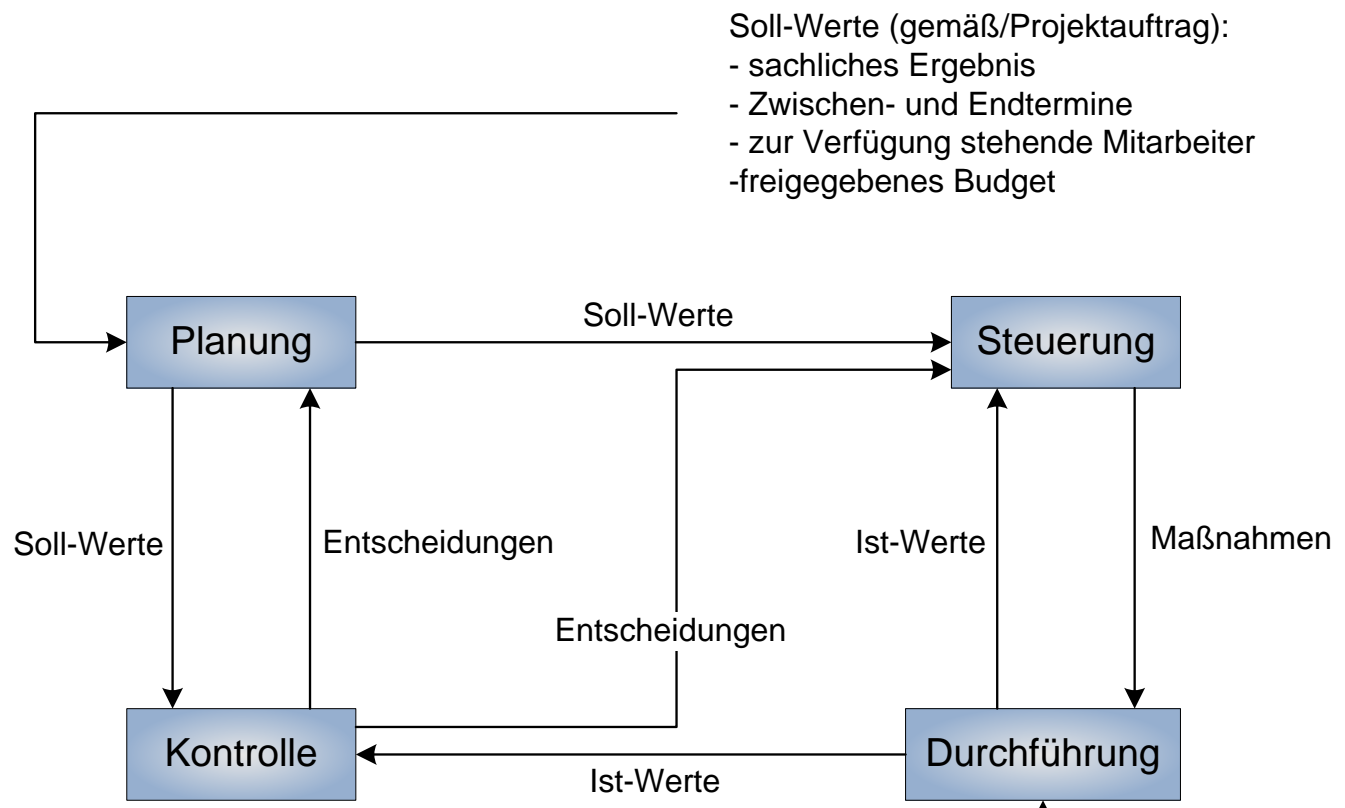 Soll-Werte (gemäß/Projektauftrag):
- sachliches Ergebnis
- Zwischen- und Endtermine
- zur Verfügung stehende Mitarbeiter
-freigegebenes Budget
Soll-Werte
Planung
Steuerung
Soll-Werte
Entscheidungen
Ist-Werte
Maßnahmen
Entscheidungen
Kontrolle
Durchführung
Ist-Werte